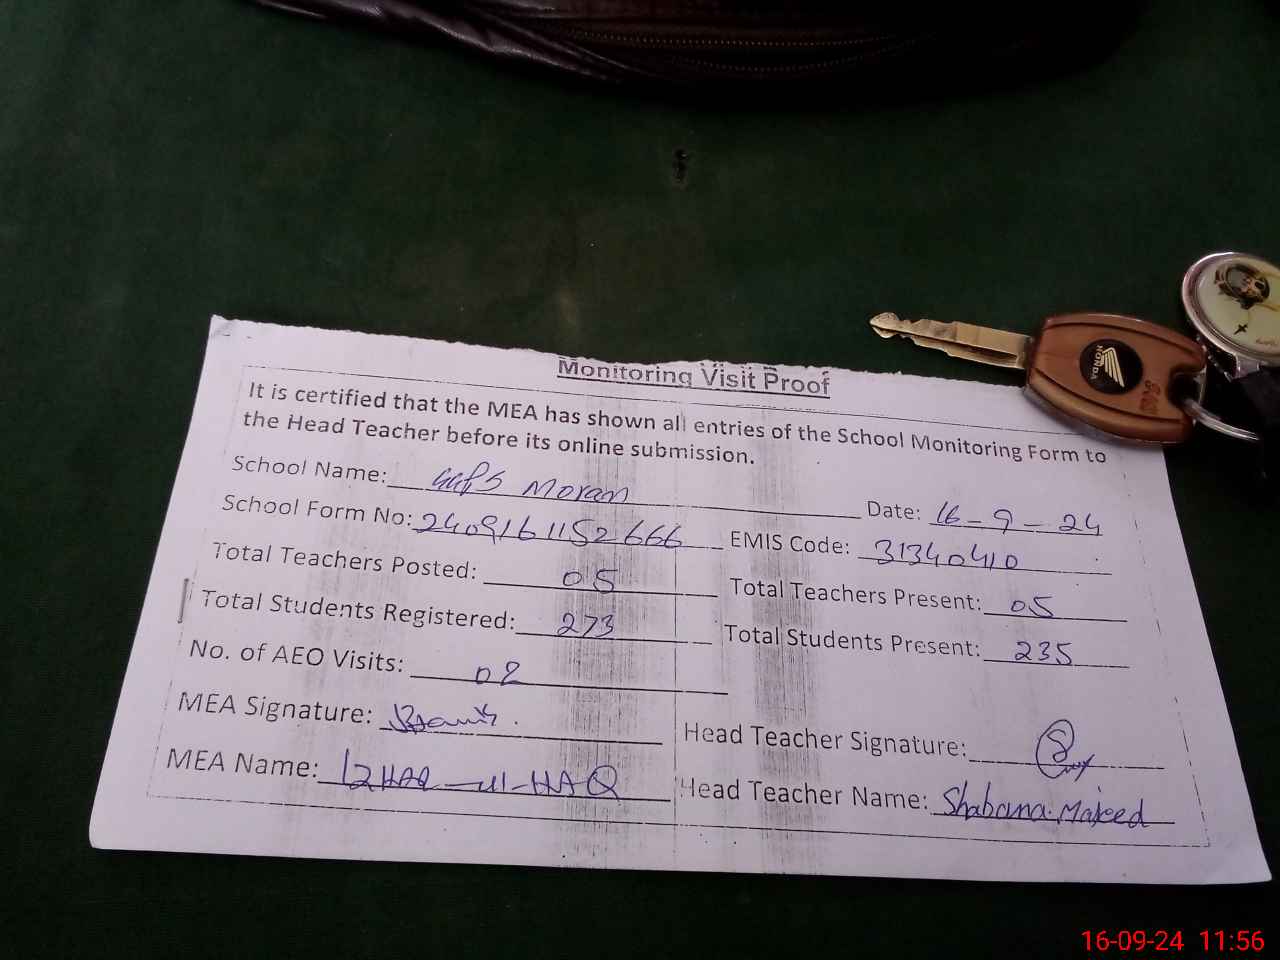 Monitoring Visit Proof
It is certified that the MEA has shown all entries of the School Monitoring Form to
the Head Teacher before its online submission.
School Name: GGPS Moran Date: 16-9-24
School Form No: 2409161152666 EMIS Code: 31340410
Total Teachers Posted: 05 Total Teachers Present: 05
Total Students Registered: 273 Total Students Present: 235
No. of AEO Visits: 02
MEA Signature: Head Teacher Signature:
MEA Name: IZHAR-ul-HAQ Head Teacher Name: Shabana Majeed
HONDA
16-09-24 11:56